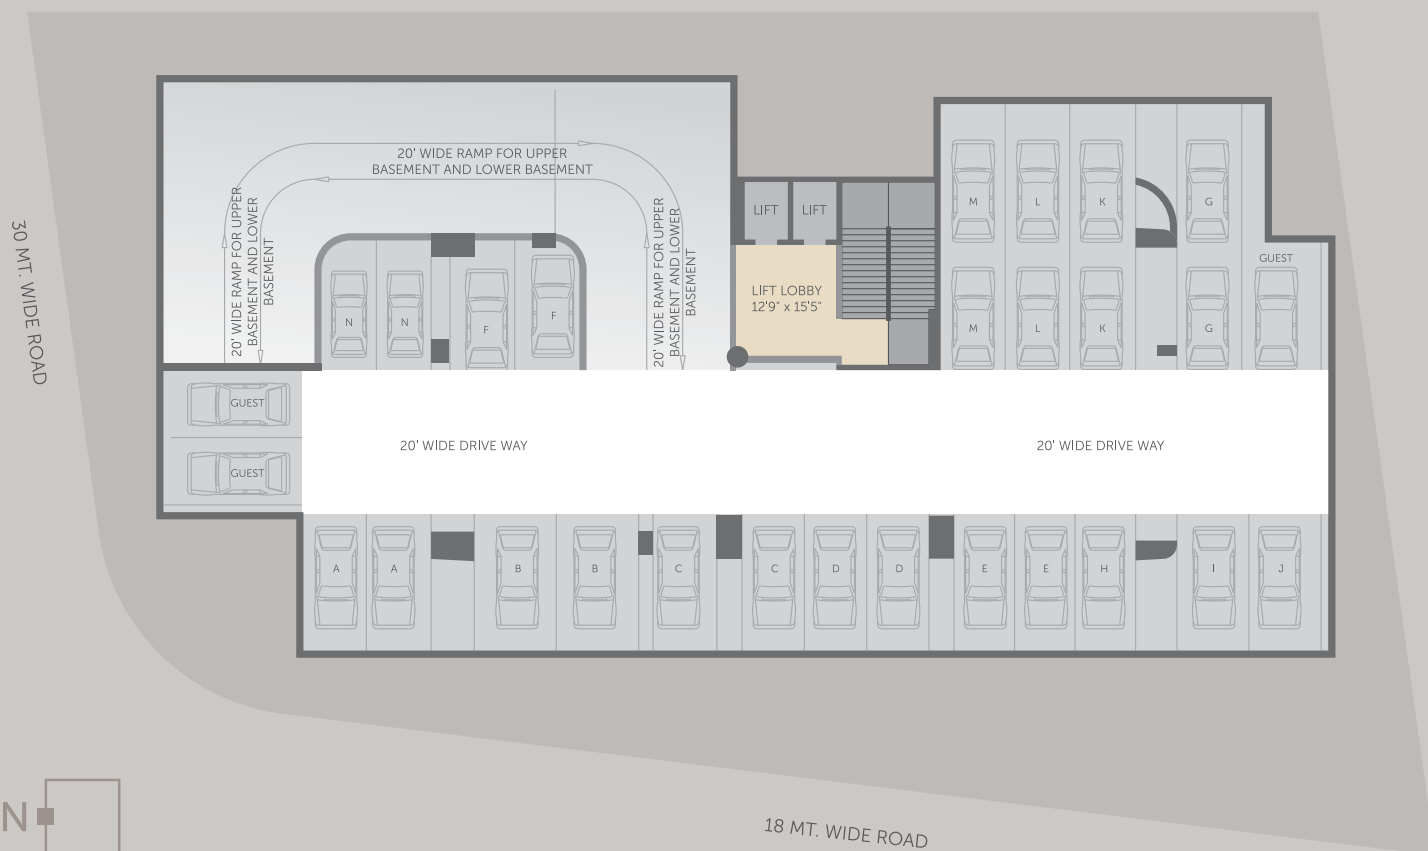 20' WIDE RAMP FOR UPPER
BASEMENT AND LOWER BASEMENT
20' WIDE RAMP FOR UPPER
BASEMENT AND LOWER
BASEMENT
20' WIDE RAMP FOR UPPER
BASEMENT AND LOWER
BASEMENT
LIFT
LIFT
LIFT LOBBY
12'9" x 15'5"
M
L
K
G
GUEST
N
N
F
F
M
L
K
G
30 MT. WIDE ROAD
GUEST
GUEST
20' WIDE DRIVE WAY
20' WIDE DRIVE WAY
A
A
B
B
C
C
D
D
E
E
H
I
J
N
18 MT. WIDE ROAD